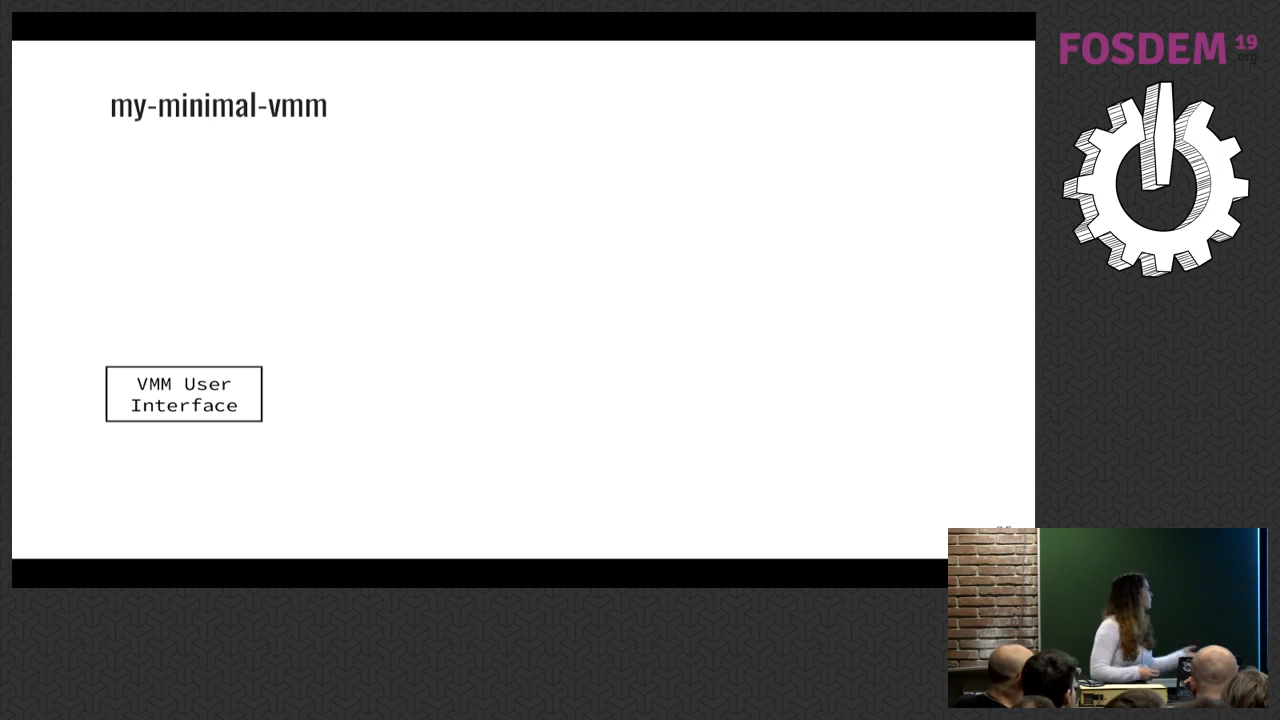 my-minimal-vmm
VMM User
Interface
FOSDEM 19
.org